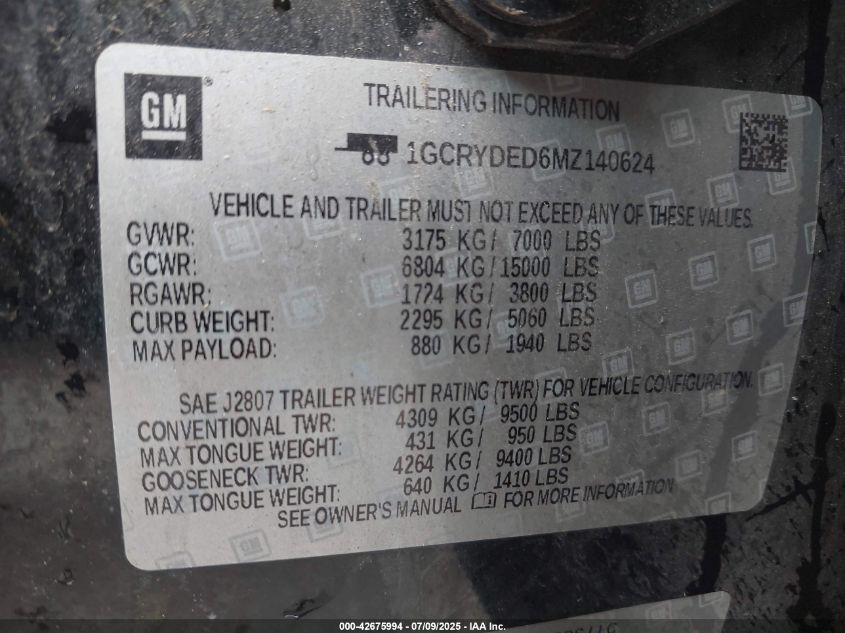 GM ®
TRAILERING INFORMATION
1GCRYDED6MZ140624
VEHICLE AND TRAILER MUST NOT EXCEED ANY OF THESE VALUES.
GVWR: 3175 KG/ 7000 LBS
GCWR: 6804 KG/15000 LBS
RGAWR: 1724 KG/ 3800 LBS
CURB WEIGHT: 2295 KG/ 5060 LBS
MAX PAYLOAD: 880 KG/ 1940 LBS
SAE J2807 TRAILER WEIGHT RATING (TWR) FOR VEHICLE CONFIGURATION.
CONVENTIONAL TWR: 4309 KG/ 9500 LBS
MAX TONGUE WEIGHT: 431 KG/ 950 LBS
GOOSENECK TWR: 4264 KG/ 9400 LBS
MAX TONGUE WEIGHT: 640 KG/ 1410 LBS
SEE OWNER'S MANUAL FOR MORE INFORMATION
000-42675994 / 07/09/2025 - IAA Inc.